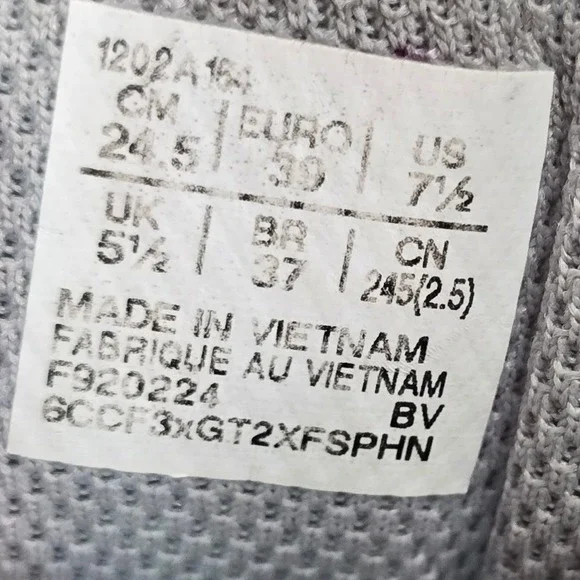 1202A164
CM | EURO | US
24.5 | 39 | 7½
UK | BR | CN
5½ | 37 | 245(2.5)
MADE IN VIETNAM
FABRIQUE AU VIETNAM
F920224 BV
6CCF3xGT2XFSPHN